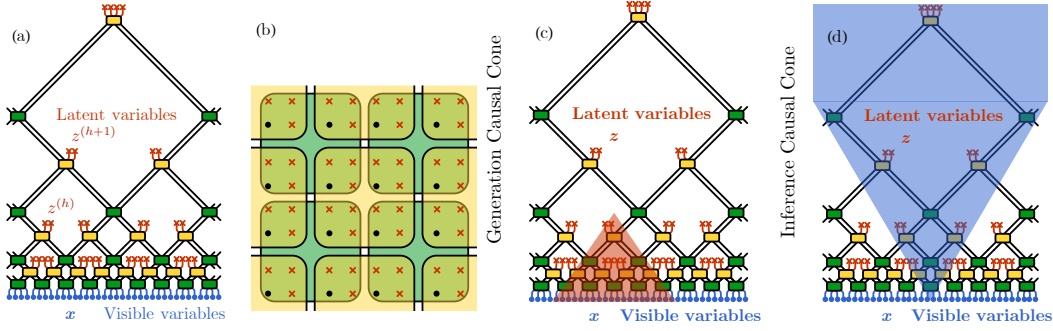 (a)
Latent variables
z^{(h+1)}
z^{(h)}
x Visible variables
(b)
Generation Causal Cone
(c)
Latent variables
z
x Visible variables
Inference Causal Cone
(d)
Latent variables
z
x Visible variables